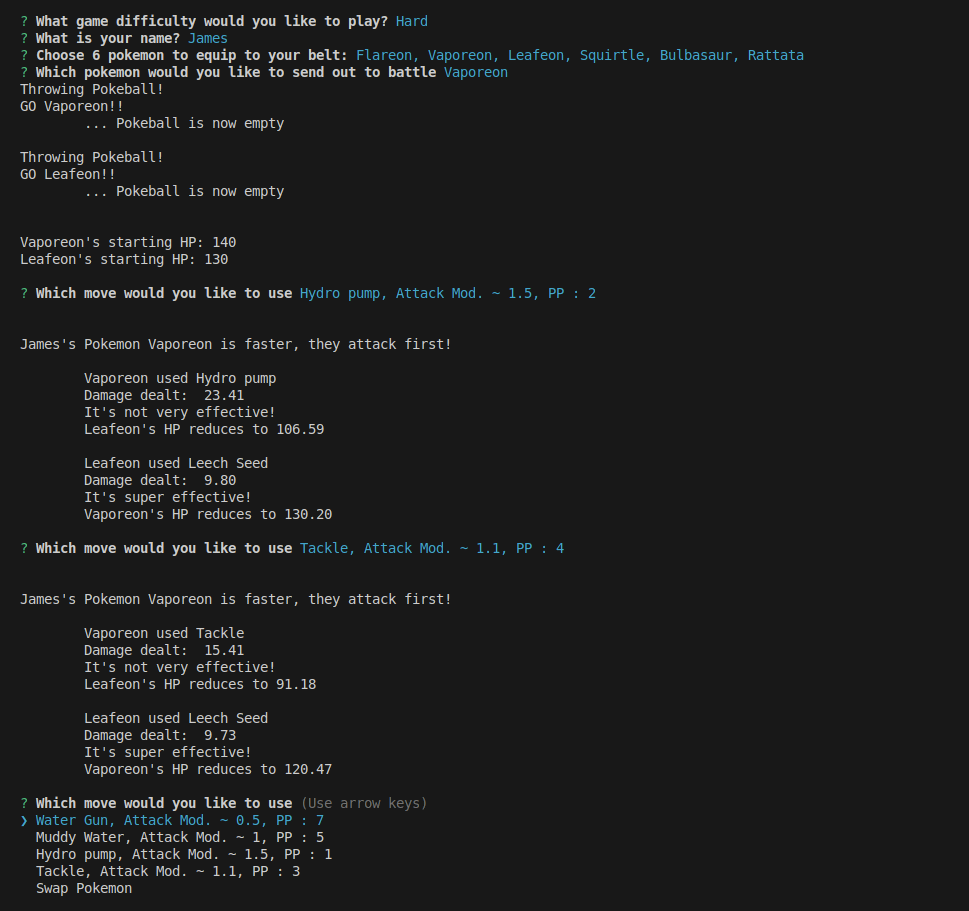 ? What game difficulty would you like to play? Hard
? What is your name? James
? Choose 6 pokemon to equip to your belt: Flareon, Vaporeon, Leafeon, Squirtle, Bulbasaur, Rattata
? Which pokemon would you like to send out to battle Vaporeon
Throwing Pokeball!
GO Vaporeon!!
... Pokeball is now empty
Throwing Pokeball!
GO Leafeon!!
... Pokeball is now empty
Vaporeon's starting HP: 140
Leafeon's starting HP: 130
? Which move would you like to use Hydro pump, Attack Mod. ~ 1.5, PP : 2
James's Pokemon Vaporeon is faster, they attack first!
Vaporeon used Hydro pump
Damage dealt:  23.41
It's not very effective!
Leafeon's HP reduces to 106.59
Leafeon used Leech Seed
Damage dealt:  9.80
It's super effective!
Vaporeon's HP reduces to 130.20
? Which move would you like to use Tackle, Attack Mod. ~ 1.1, PP : 4
James's Pokemon Vaporeon is faster, they attack first!
Vaporeon used Tackle
Damage dealt:  15.41
It's not very effective!
Leafeon's HP reduces to 91.18
Leafeon used Leech Seed
Damage dealt:  9.73
It's super effective!
Vaporeon's HP reduces to 120.47
? Which move would you like to use (Use arrow keys)
❯ Water Gun, Attack Mod. ~ 0.5, PP : 7
Muddy Water, Attack Mod. ~ 1, PP : 5
Hydro pump, Attack Mod. ~ 1.5, PP : 1
Tackle, Attack Mod. ~ 1.1, PP : 3
Swap Pokemon